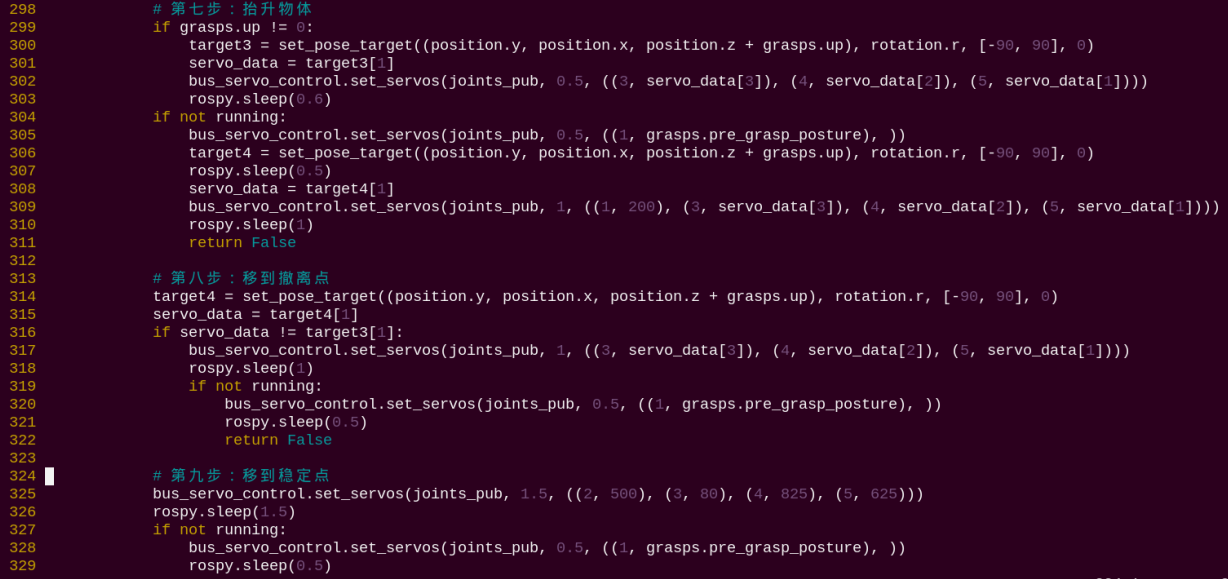 298             # 第七步：抬升物体
299             if grasps.up != 0:
300                 target3 = set_pose_target((position.y, position.x, position.z + grasps.up), rotation.r, [-90, 90], 0)
301                 servo_data = target3[1]
302                 bus_servo_control.set_servos(joints_pub, 0.5, ((3, servo_data[3]), (4, servo_data[2]), (5, servo_data[1])))
303                 rospy.sleep(0.6)
304             if not running:
305                 bus_servo_control.set_servos(joints_pub, 0.5, ((1, grasps.pre_grasp_posture), ))
306                 target4 = set_pose_target((position.y, position.x, position.z + grasps.up), rotation.r, [-90, 90], 0)
307                 rospy.sleep(0.5)
308                 servo_data = target4[1]
309                 bus_servo_control.set_servos(joints_pub, 1, ((1, 200), (3, servo_data[3]), (4, servo_data[2]), (5, servo_data[1])))
310                 rospy.sleep(1)
311                 return False
312
313             # 第八步：移到撤离点
314             target4 = set_pose_target((position.y, position.x, position.z + grasps.up), rotation.r, [-90, 90], 0)
315             servo_data = target4[1]
316             if servo_data != target3[1]:
317                 bus_servo_control.set_servos(joints_pub, 1, ((3, servo_data[3]), (4, servo_data[2]), (5, servo_data[1])))
318                 rospy.sleep(1)
319                 if not running:
320                     bus_servo_control.set_servos(joints_pub, 0.5, ((1, grasps.pre_grasp_posture), ))
321                     rospy.sleep(0.5)
322                     return False
323
324             # 第九步：移到稳定点
325             bus_servo_control.set_servos(joints_pub, 1.5, ((2, 500), (3, 80), (4, 825), (5, 625)))
326             rospy.sleep(1.5)
327             if not running:
328                 bus_servo_control.set_servos(joints_pub, 0.5, ((1, grasps.pre_grasp_posture), ))
329                 rospy.sleep(0.5)